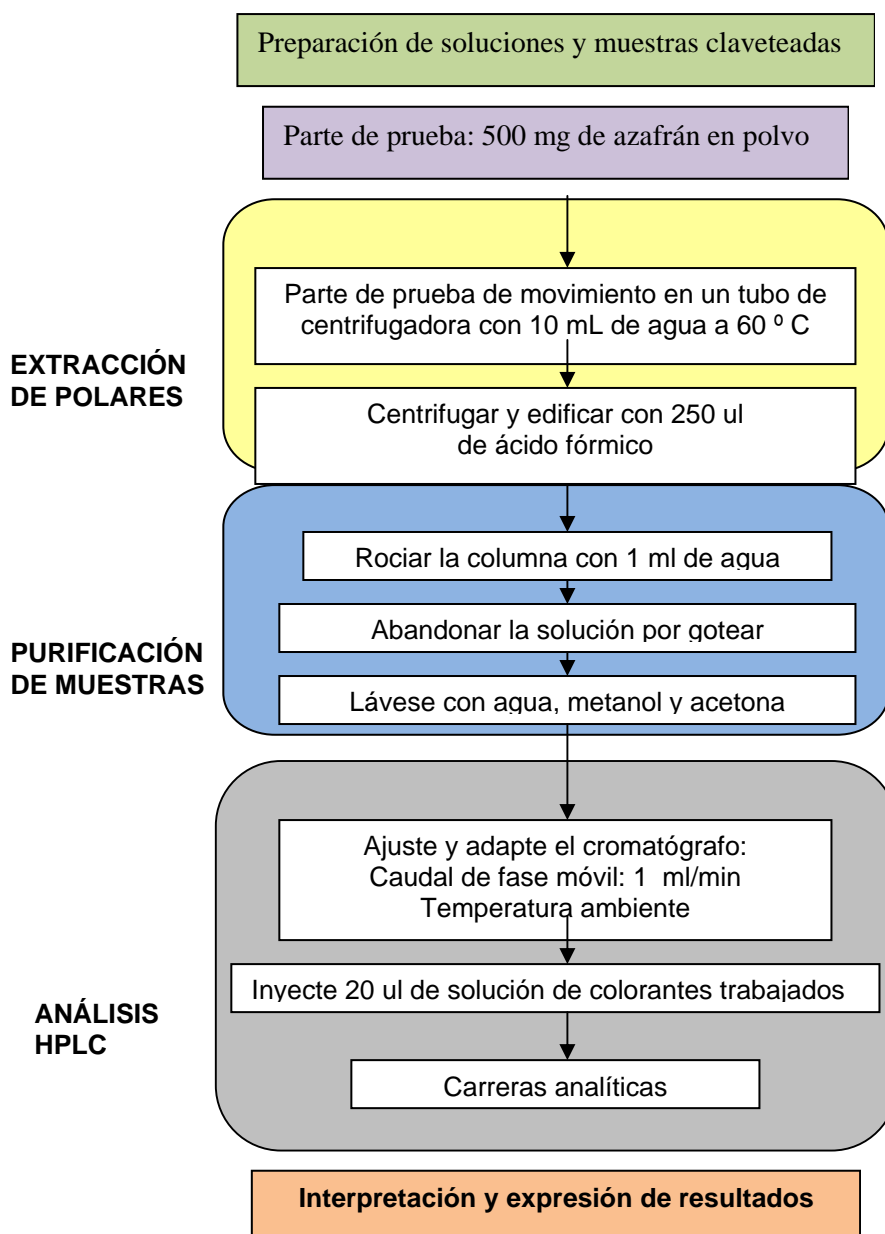 Preparación de soluciones y muestras claveteadas
Parte de prueba: 500 mg de azafrán en polvo
EXTRACCIÓN
DE POLARES
Parte de prueba de movimiento en un tubo de
centrifugadora con 10 mL de agua a 60 º C
Centrifugar y edificar con 250 ul
de ácido fórmico
PURIFICACIÓN
DE MUESTRAS
Rociar la columna con 1 ml de agua
Abandonar la solución por gotear
Lávese con agua, metanol y acetona
ANÁLISIS
HPLC
Ajuste y adapte el cromatógrafo:
Caudal de fase móvil: 1 ml/min
Temperatura ambiente
Inyecte 20 ul de solución de colorantes trabajados
Carreras analíticas
Interpretación y expresión de resultados